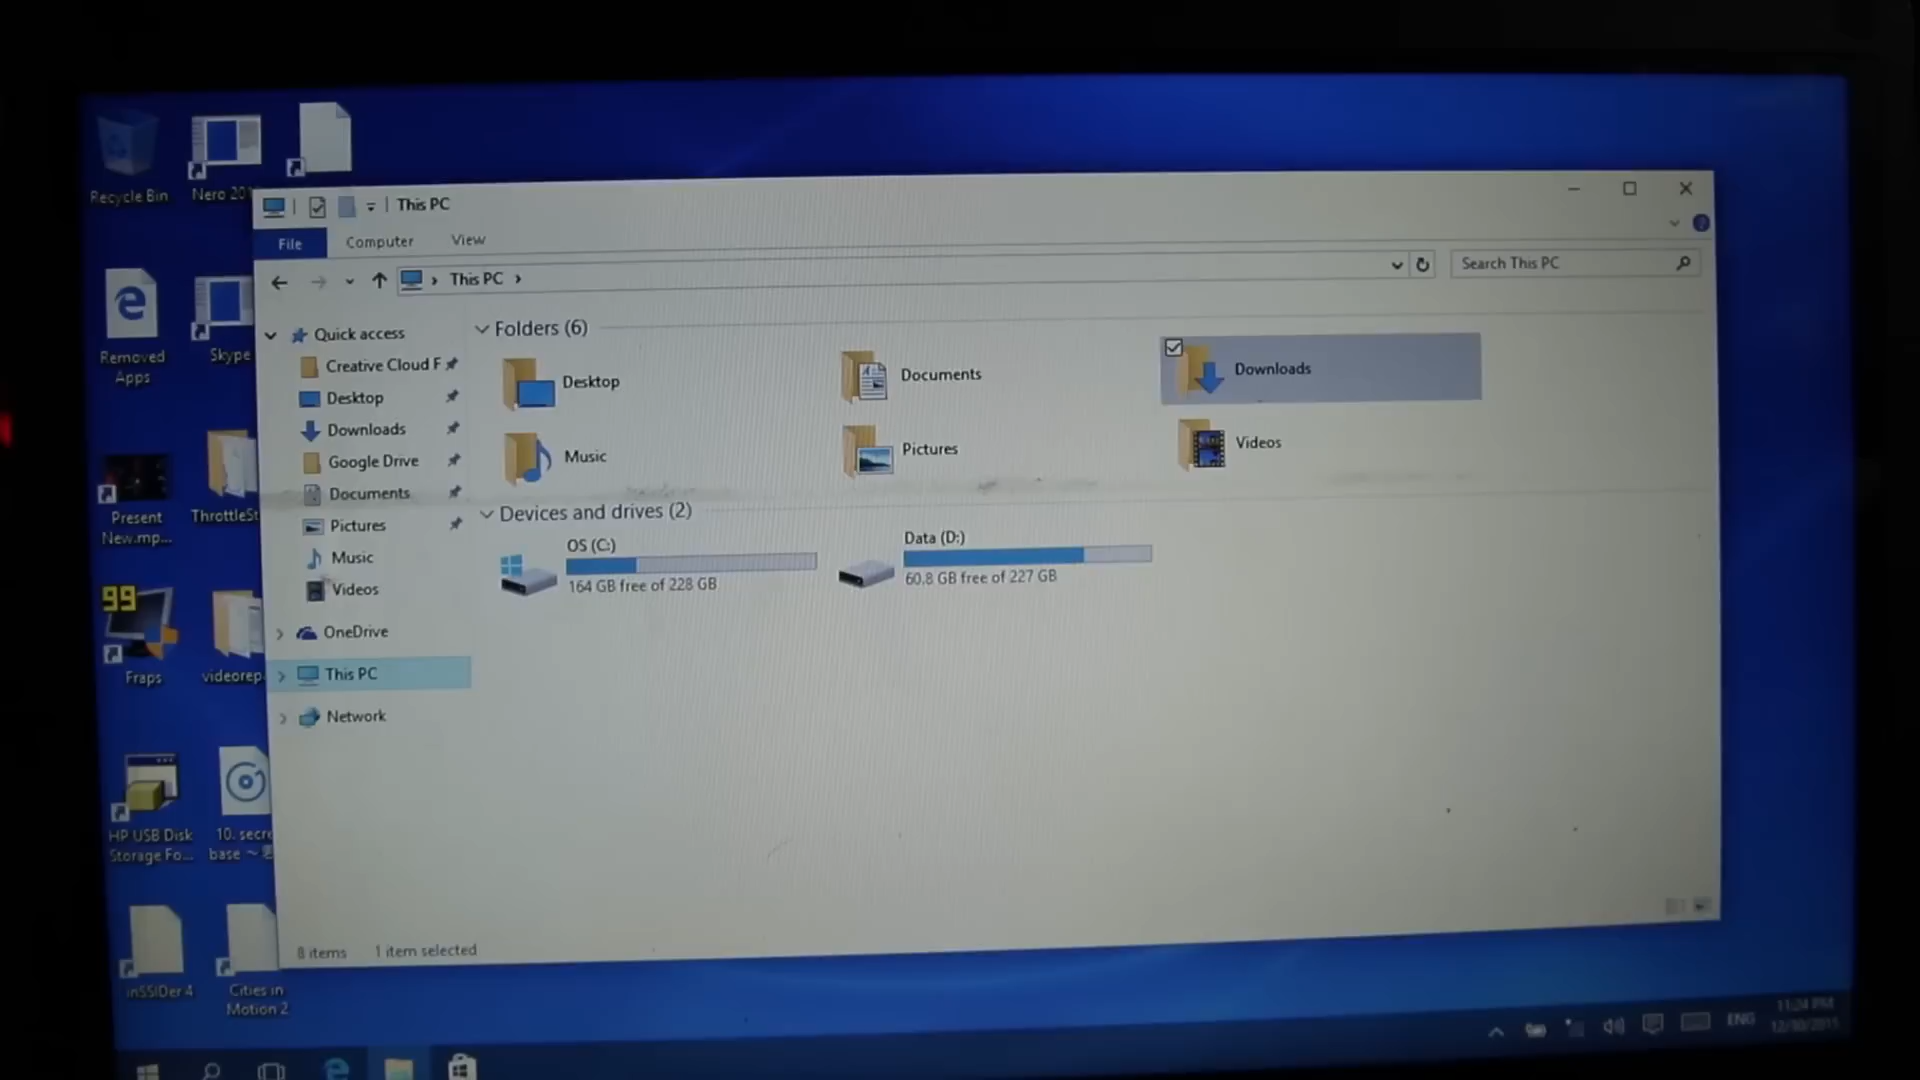 Recycle Bin
Nero 20
This PC
File
Computer
View
This PC
Search This PC
Removed
Apps
Skype
Quick access
Creative Cloud F
Desktop
Downloads
Google Drive
Documents
Pictures
Music
Videos
OneDrive
This PC
Network
Folders (6)
Desktop
Documents
Downloads
Music
Pictures
Videos
Devices and drives (2)
OS (C:)
164 GB free of 228 GB
Data (D:)
60.8 GB free of 227 GB
Present
New.mp...
ThrottleSt
99
Fraps
videorep
HP USB Disk
Storage Fo...
10. secre
base ~
8 items
1 item selected
inSSIDer 4
Cities in
Motion 2
ENG
11:24 PM